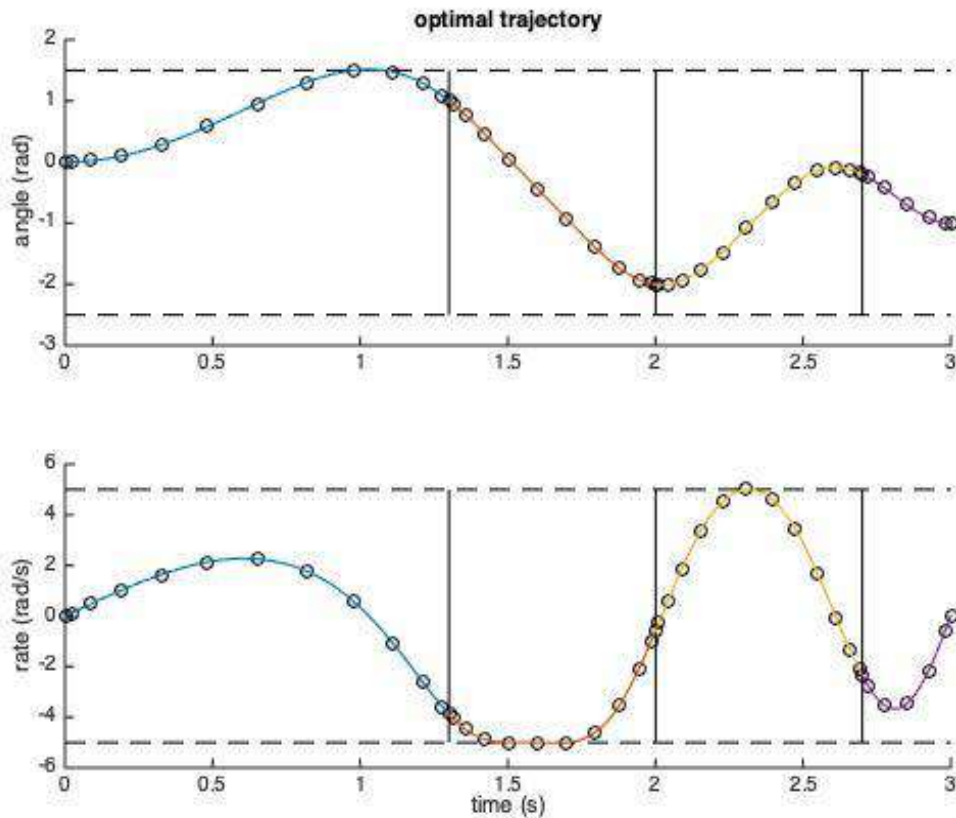 optimal trajectory
2
1
0
-1
-2
-3
angle (rad)
0 0.5 1 1.5 2 2.5 3
6
4
2
0
-2
-4
-6
rate (rad/s)
0 0.5 1 1.5 2 2.5 3
time (s)